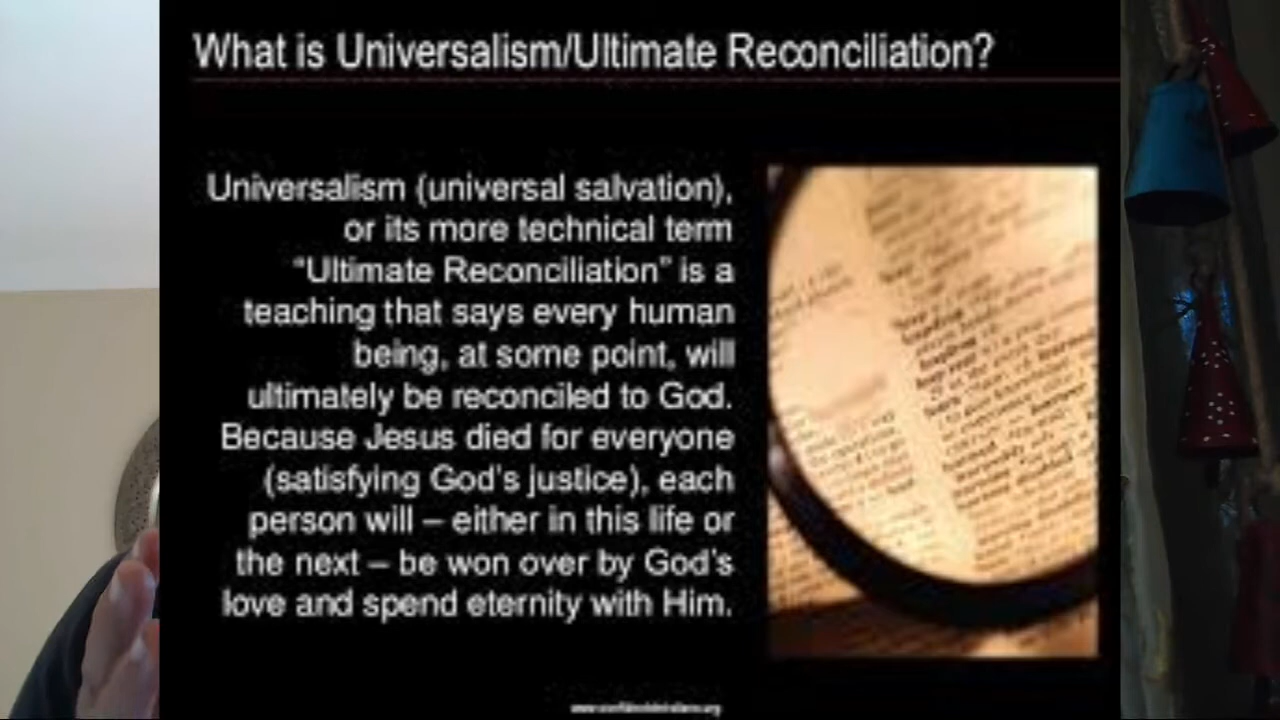 What is Universalism/Ultimate Reconciliation?
Universalism (universal salvation),
or its more technical term
“Ultimate Reconciliation” is a
teaching that says every human
being, at some point, will
ultimately be reconciled to God.
Because Jesus died for everyone
(satisfying God's justice), each
person will – either in this life or
the next – be won over by God's
love and spend eternity with Him.